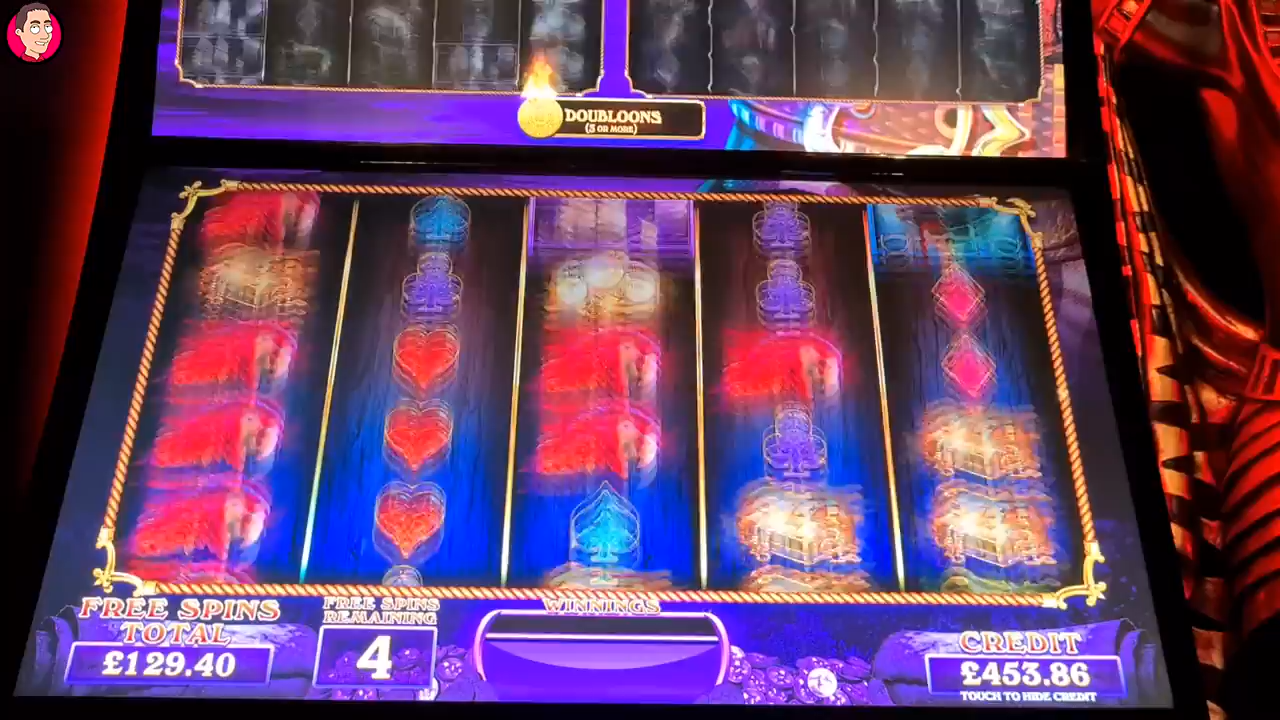 DOUBLOONS
(5 OR MORE)
FREE SPINS
TOTAL
£129.40
FREE SPINS
REMAINING
4
WINNINGS
CREDIT
£453.86
TOUCH TO HIDE CREDIT